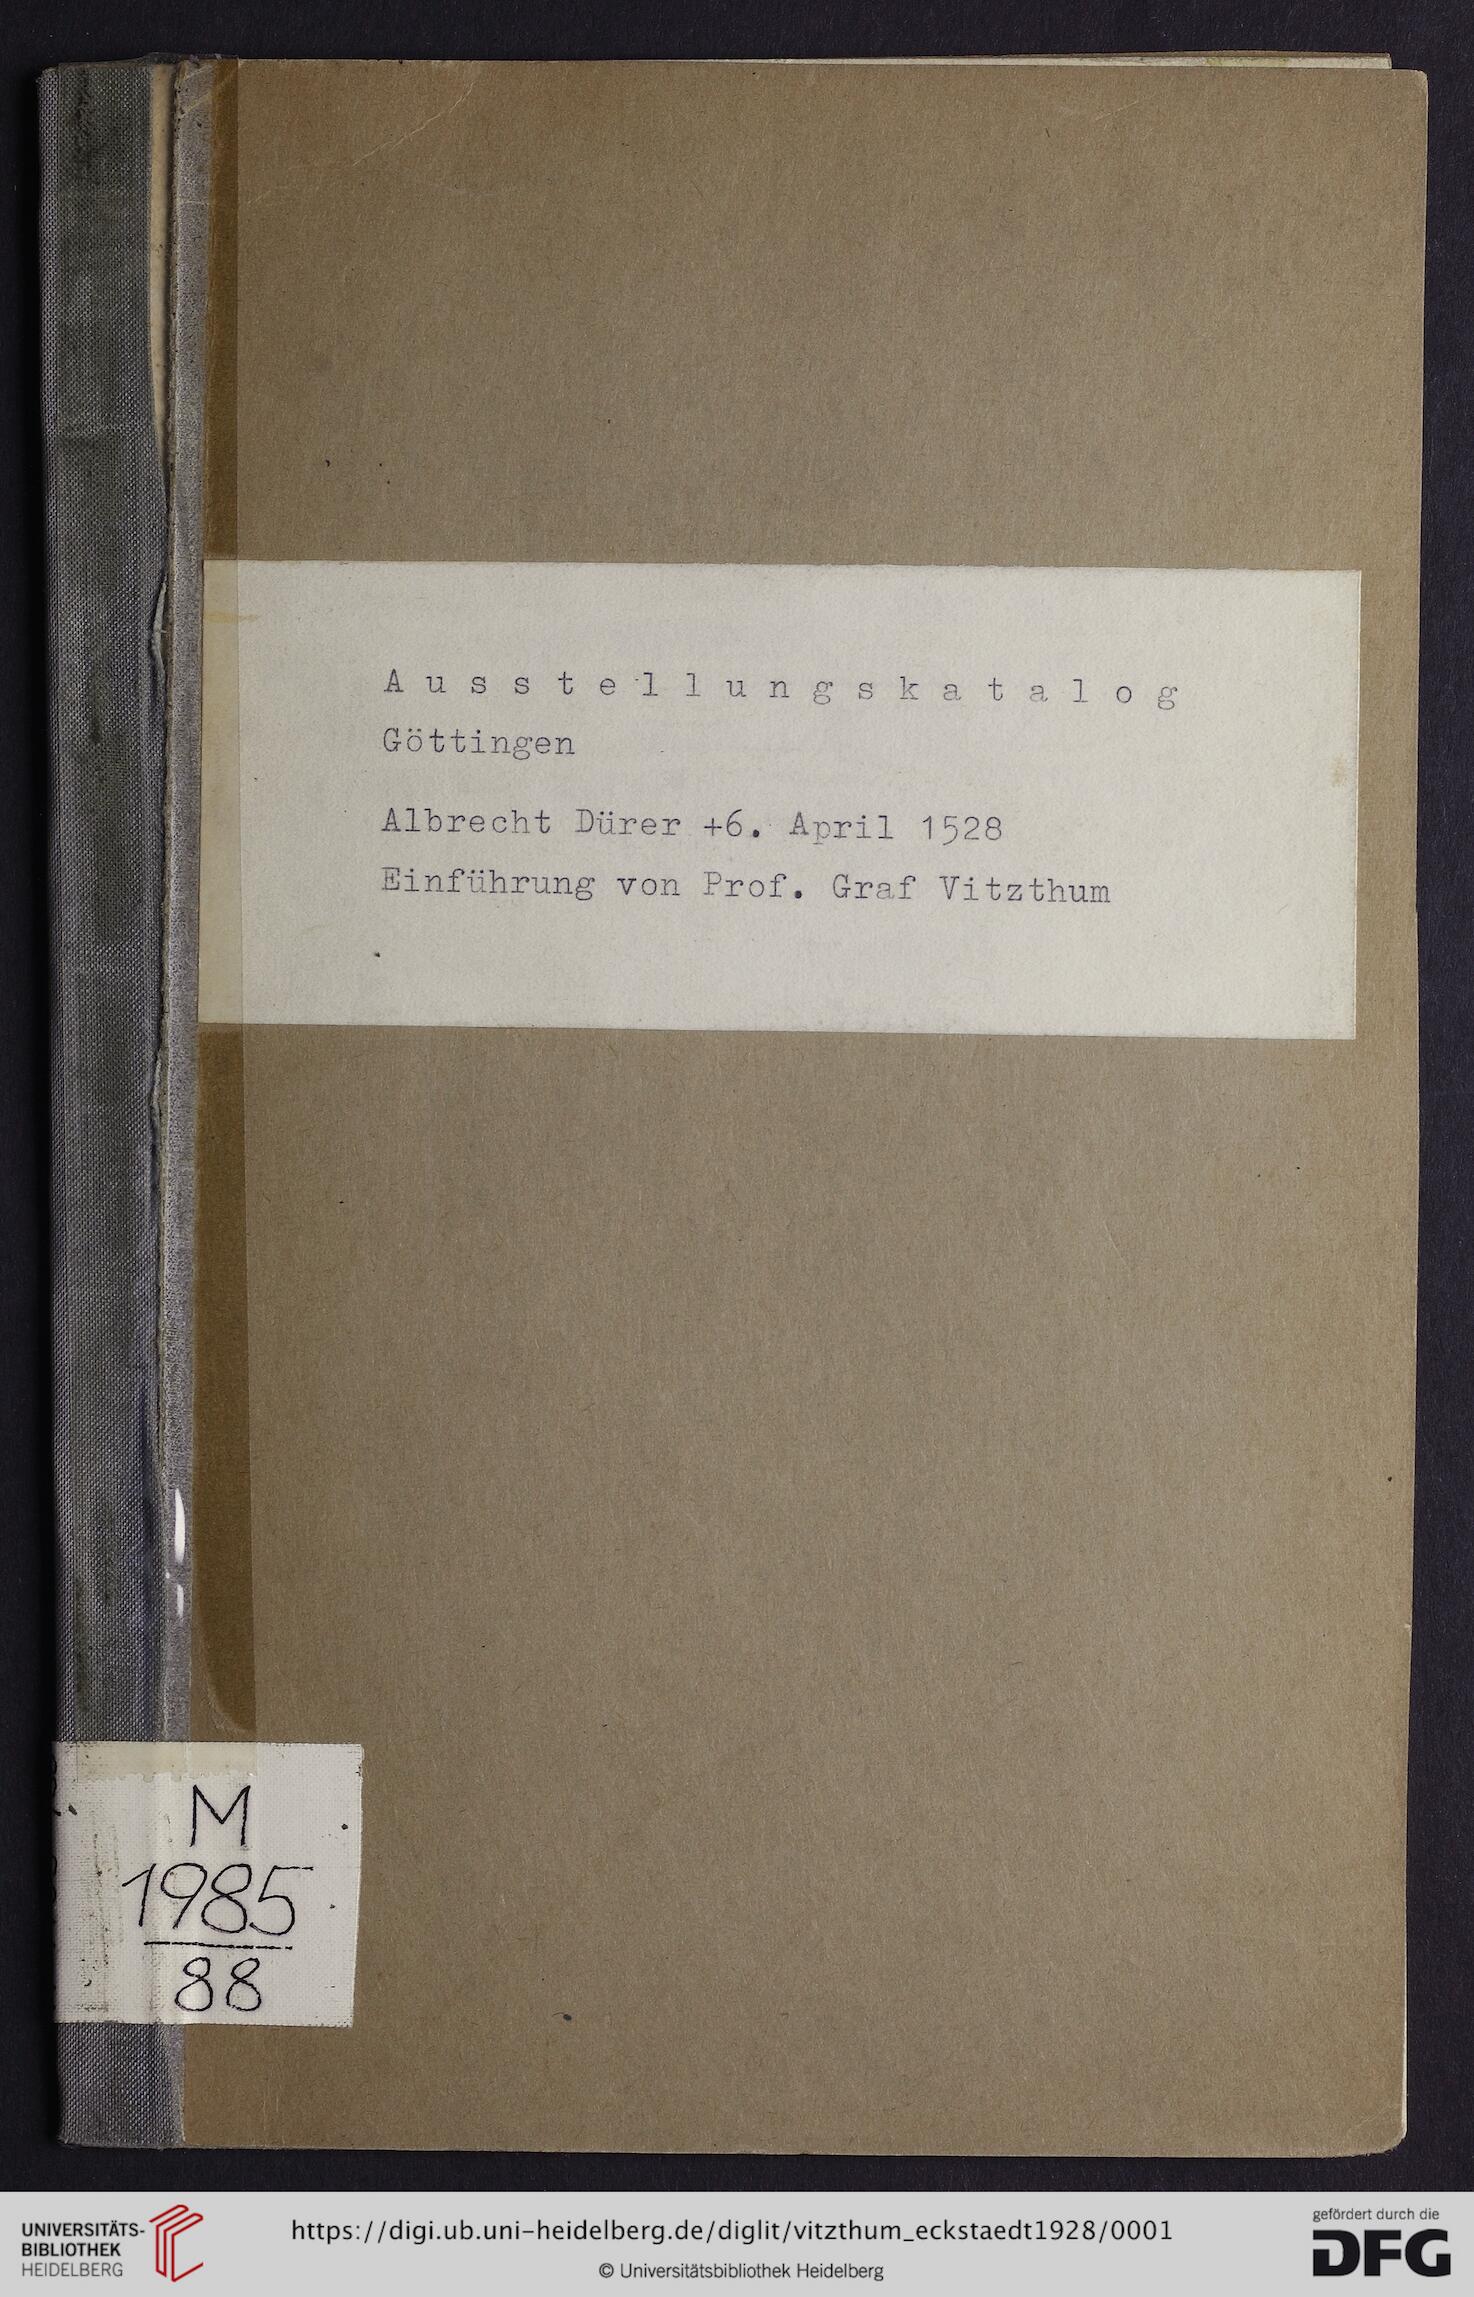 A u s s t e l l u n g s k a t a l o g
Göttingen
Albrecht Dürer +6. April 1528
Einführung von Prof. Graf Vitzthum
M
1985
88
UNIVERSITÄTS-
BIBLIOTHEK
HEIDELBERG
https://digi.ub.uni-heidelberg.de/diglit/vitzthum_eckstaedt1928/0001
© Universitätsbibliothek Heidelberg
gefördert durch die
DFG